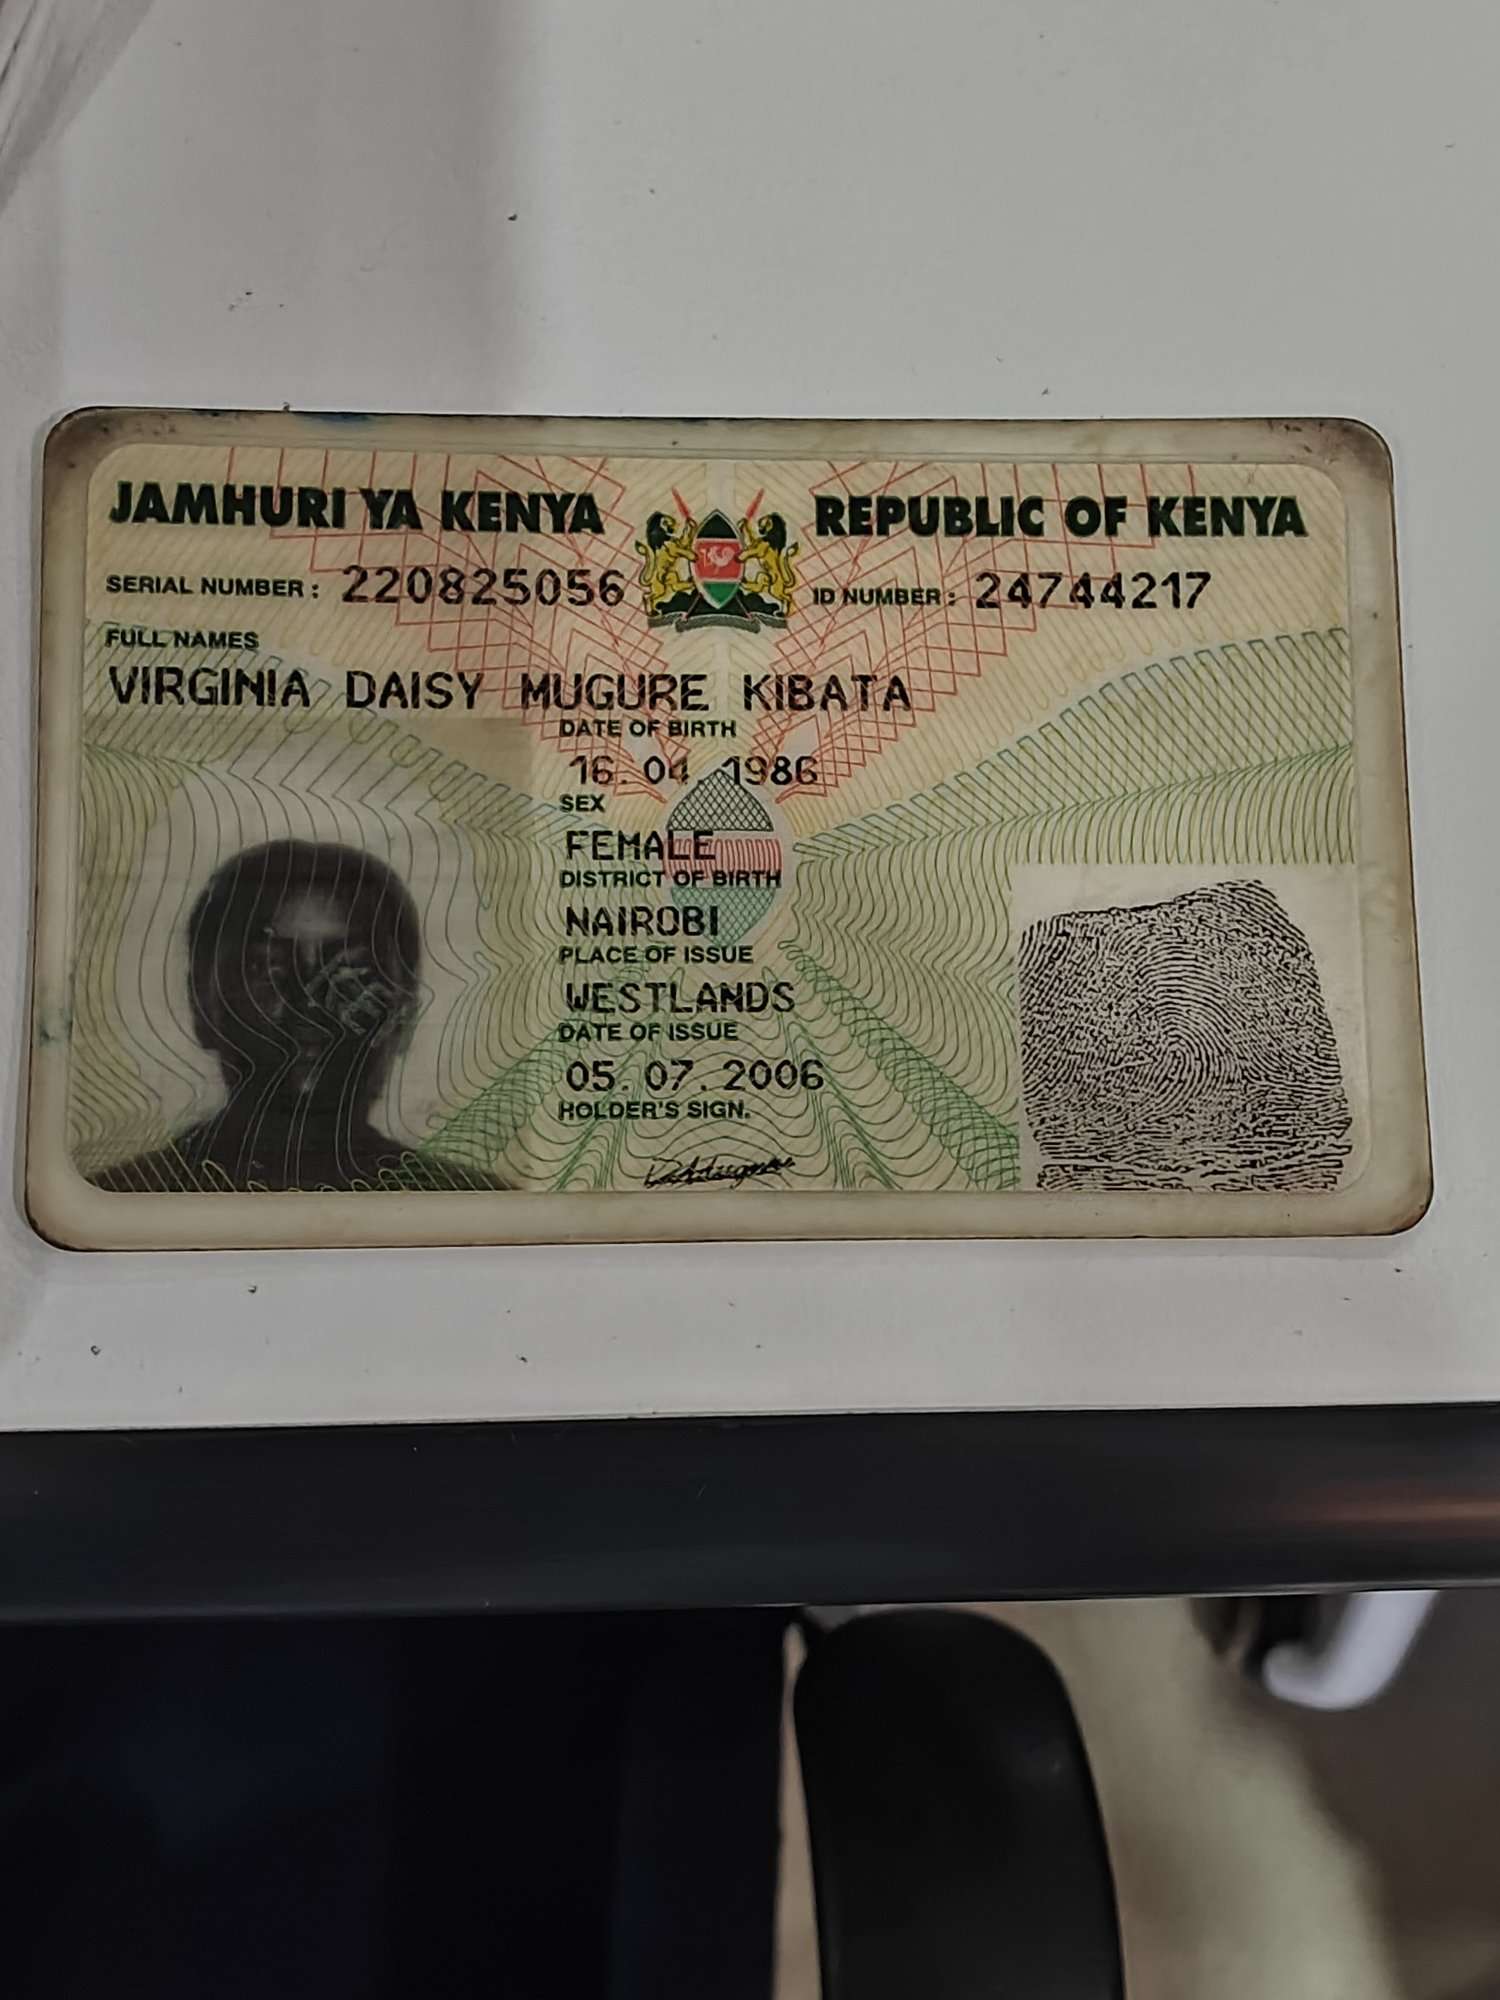 JAMHURI YA KENYA REPUBLIC OF KENYA
SERIAL NUMBER: 220825056 ID NUMBER: 24744217
FULL NAMES
VIRGINIA DAISY MUGURE KIBATA
DATE OF BIRTH
16. 04. 1986
SEX
FEMALE
DISTRICT OF BIRTH
NAIROBI
PLACE OF ISSUE
WESTLANDS
DATE OF ISSUE
05. 07. 2006
HOLDER'S SIGN.